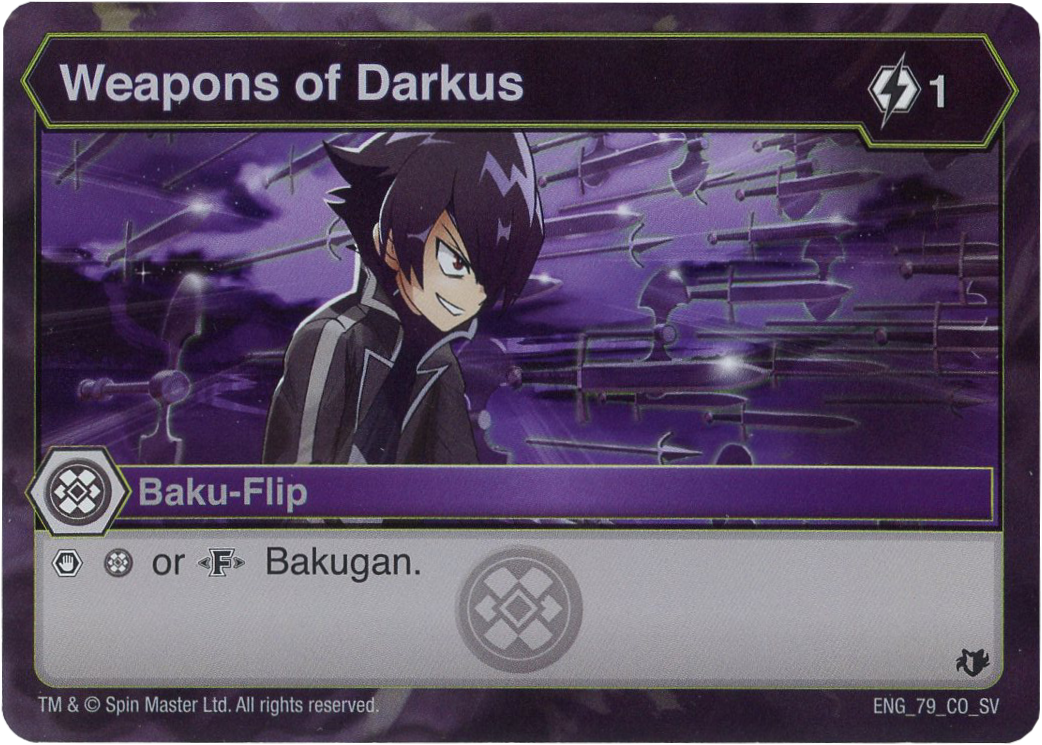 Weapons of Darkus
1
Baku-Flip
or F Bakugan.
TM & © Spin Master Ltd. All rights reserved.
ENG_79_CO_SV